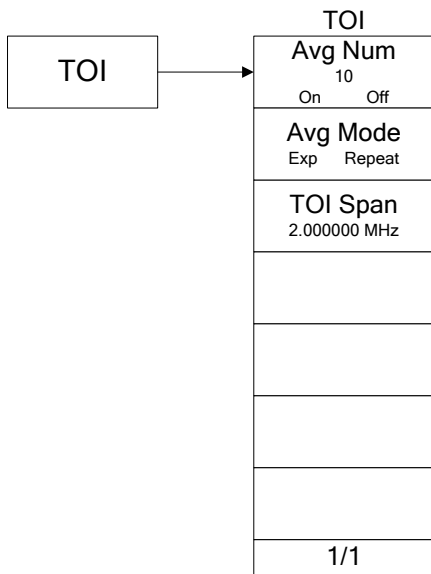 TOI
TOI
Avg Num
10
On Off
Avg Mode
Exp Repeat
TOI Span
2.000000 MHz
1/1